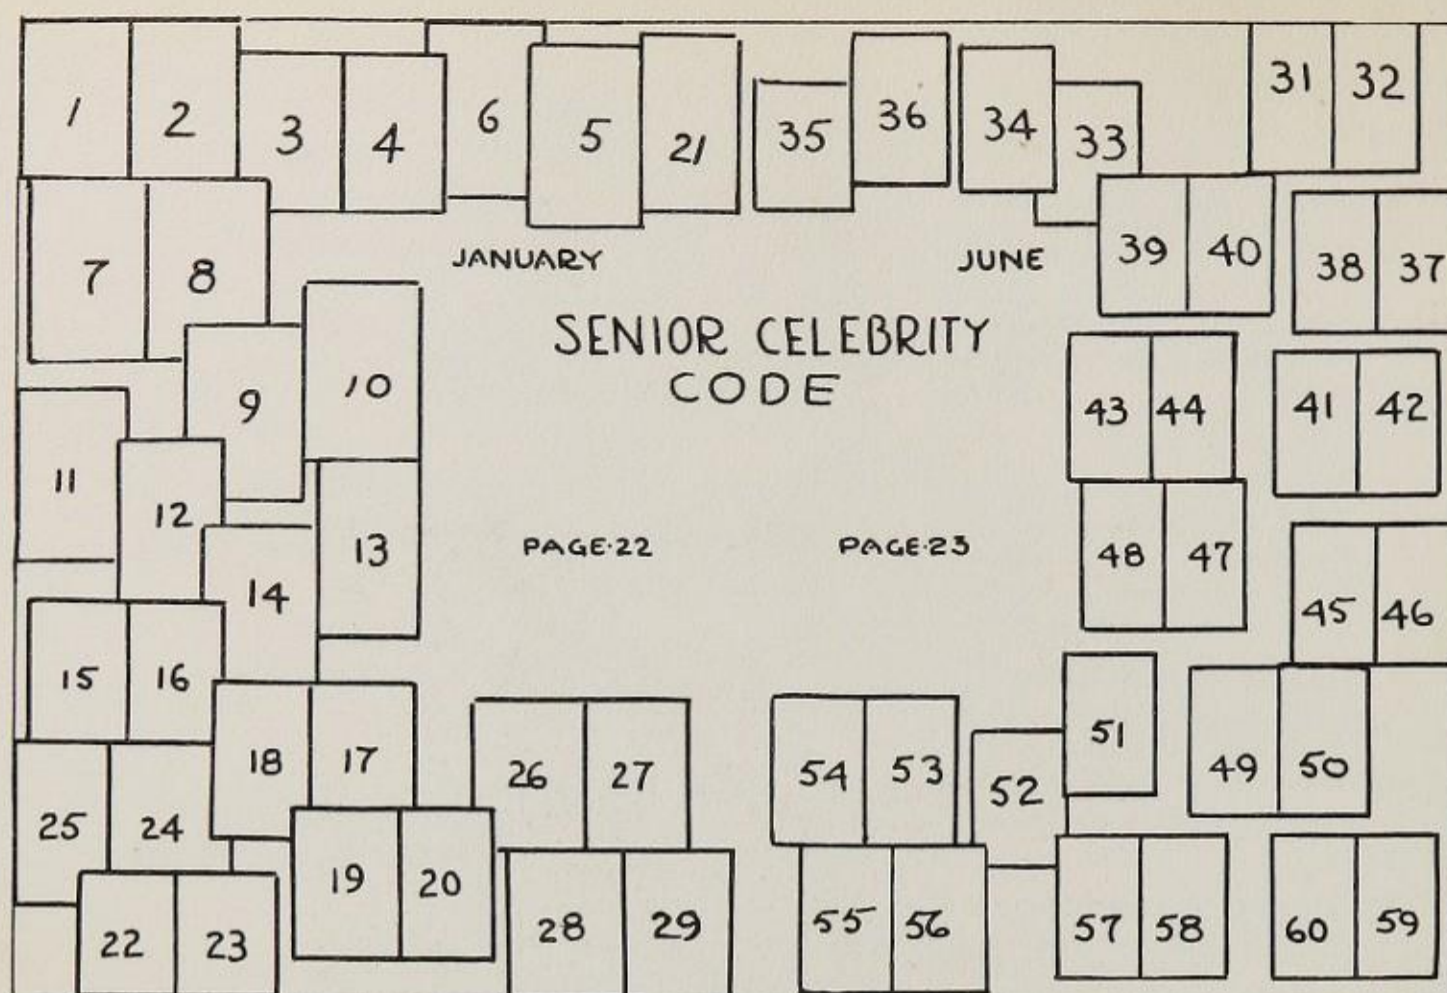 1 2 3 4 6 5 21 35 36 34 33 31 32
7 8 JANUARY JUNE 39 40 38 37
SENIOR CELEBRITY
CODE
9 10 43 44 41 42
11 12 13 PAGE·22 PAGE·23 48 47
14 45 46
15 16
18 17 26 27 54 53 52 51 49 50
25 24
19 20
22 23 28 29 55 56 57 58 60 59